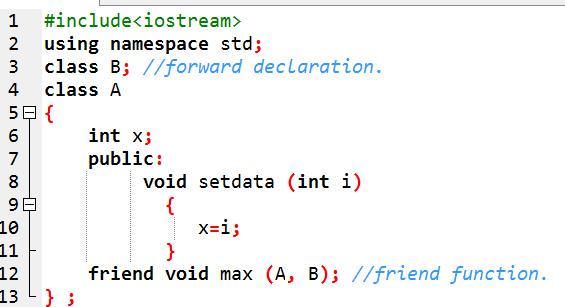 1 #include<iostream>
2 using namespace std;
3 class B; //forward declaration.
4 class A
5 {
6 int x;
7 public:
8 void setdata (int i)
9 {
10 x=i;
11 }
12 friend void max (A, B); //friend function.
13 } ;